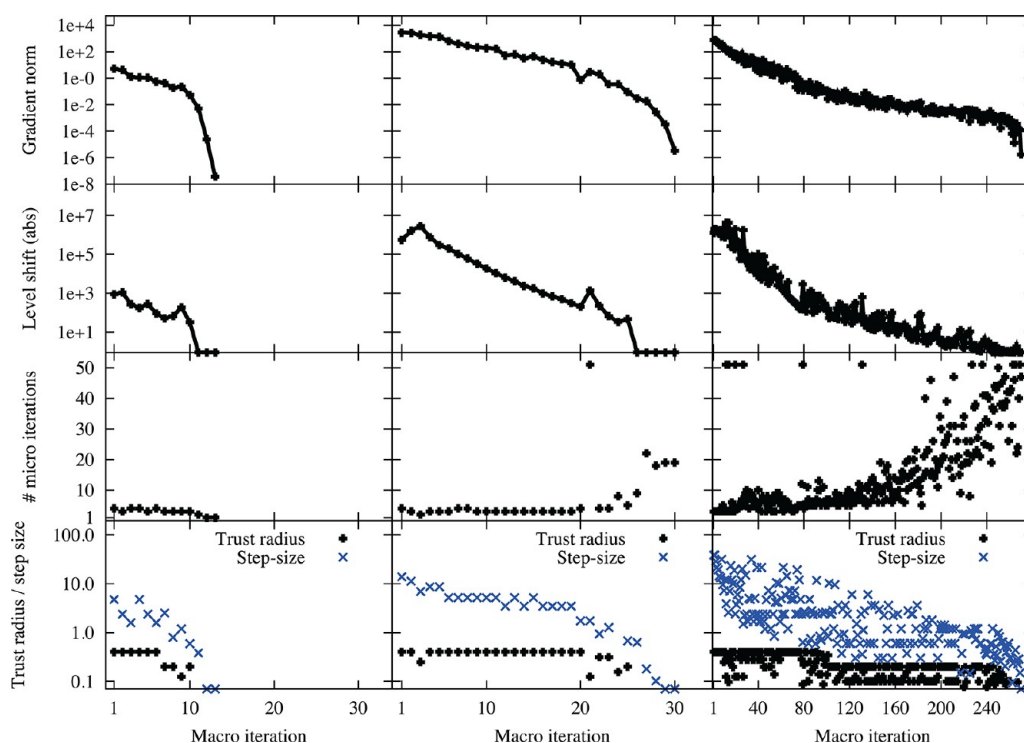 Gradient norm
1e+4
1e+2
1e-0
1e-2
1e-4
1e-6
1e-8
Level shift (abs)
1e+7
1e+5
1e+3
1e+1
# micro iterations
50
40
30
20
10
1
Trust radius / step size
100.0
10.0
1.0
0.1
Trust radius
Step-size
Trust radius
Step-size
Trust radius
Step-size
1 10 20 30
1 10 20 30
1 40 80 120 160 200 240
Macro iteration
Macro iteration
Macro iteration